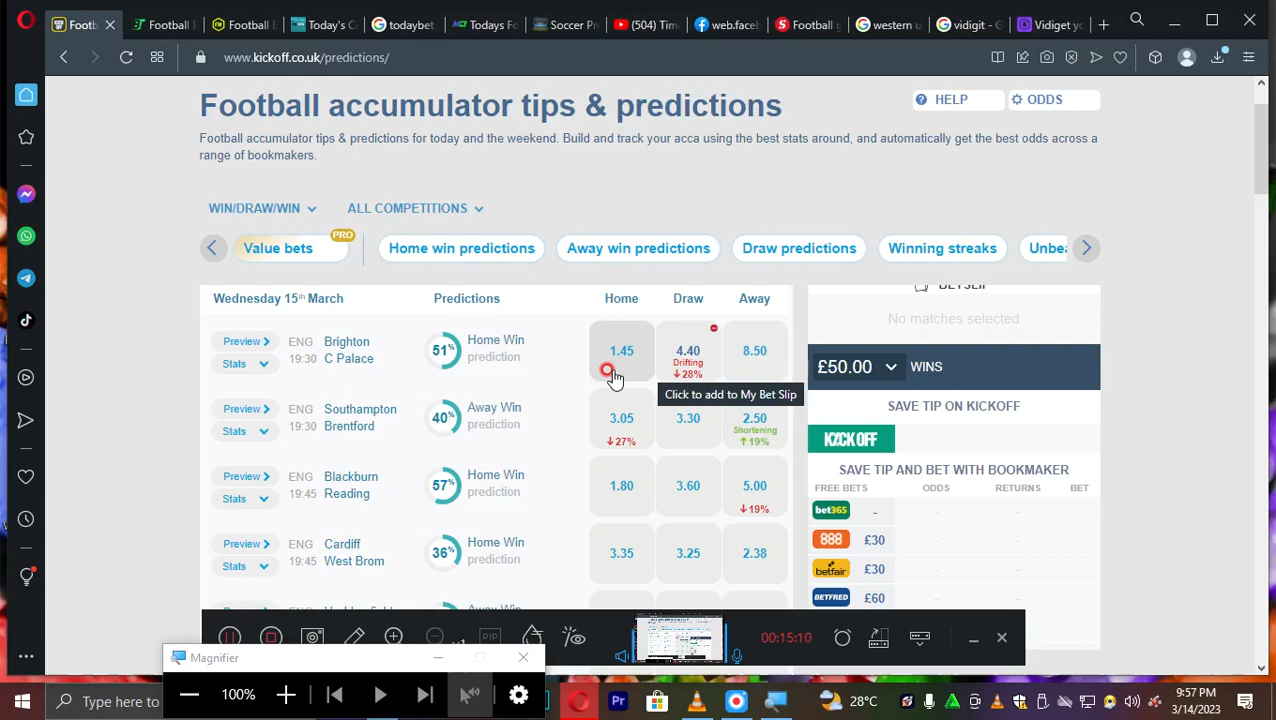 Footb
Football F
Football
Today's C
todaybet
Todays Fo
Soccer Pr
(504) Tim
web.face
Football g
western u
vidigit - G
Vidget yo
www.kickoff.co.uk/predictions/
Football accumulator tips & predictions
HELP
ODDS
Football accumulator tips & predictions for today and the weekend. Build and track your acca using the best stats around, and automatically get the best odds across a
range of bookmakers.
WIN/DRAW/WIN
ALL COMPETITIONS
Value bets
PRO
Home win predictions
Away win predictions
Draw predictions
Winning streaks
Unbea
Wednesday 15th March
Predictions
Home
Draw
Away
BETSLIP
No matches selected
Preview
ENG
Brighton
Stats
19:30
C Palace
51%
Home Win
prediction
1.45
4.40
Drifting
28%
8.50
Click to add to My Bet Slip
£50.00
WINS
Preview
ENG
Southampton
Stats
19:30
Brentford
40%
Away Win
prediction
3.05
27%
3.30
2.50
Shortening
19%
SAVE TIP ON KICKOFF
KICK OFF
SAVE TIP AND BET WITH BOOKMAKER
FREE BETS
ODDS
RETURNS
BET
Preview
ENG
Blackburn
Stats
19:45
Reading
57%
Home Win
prediction
1.80
3.60
5.00
19%
bet365
-
-
-
888
£30
-
-
Preview
ENG
Cardiff
Stats
19:45
West Brom
36%
Home Win
prediction
3.35
3.25
2.38
betfair
£30
-
-
BETFRED
£60
-
-
Away Win
PIP
00:15:10
Magnifier
100%
Type here to
Pr
28°C
9:57 PM
3/14/2023